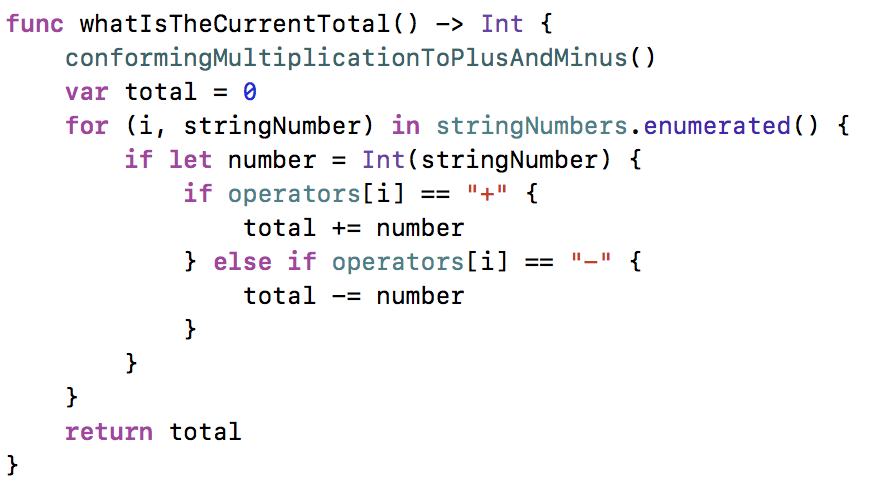 func whatIsTheCurrentTotal() -> Int {
    conformingMultiplicationToPlusAndMinus()
    var total = 0
    for (i, stringNumber) in stringNumbers.enumerated() {
        if let number = Int(stringNumber) {
            if operators[i] == "+" {
                total += number
            } else if operators[i] == "-" {
                total -= number
            }
        }
    }
    return total
}